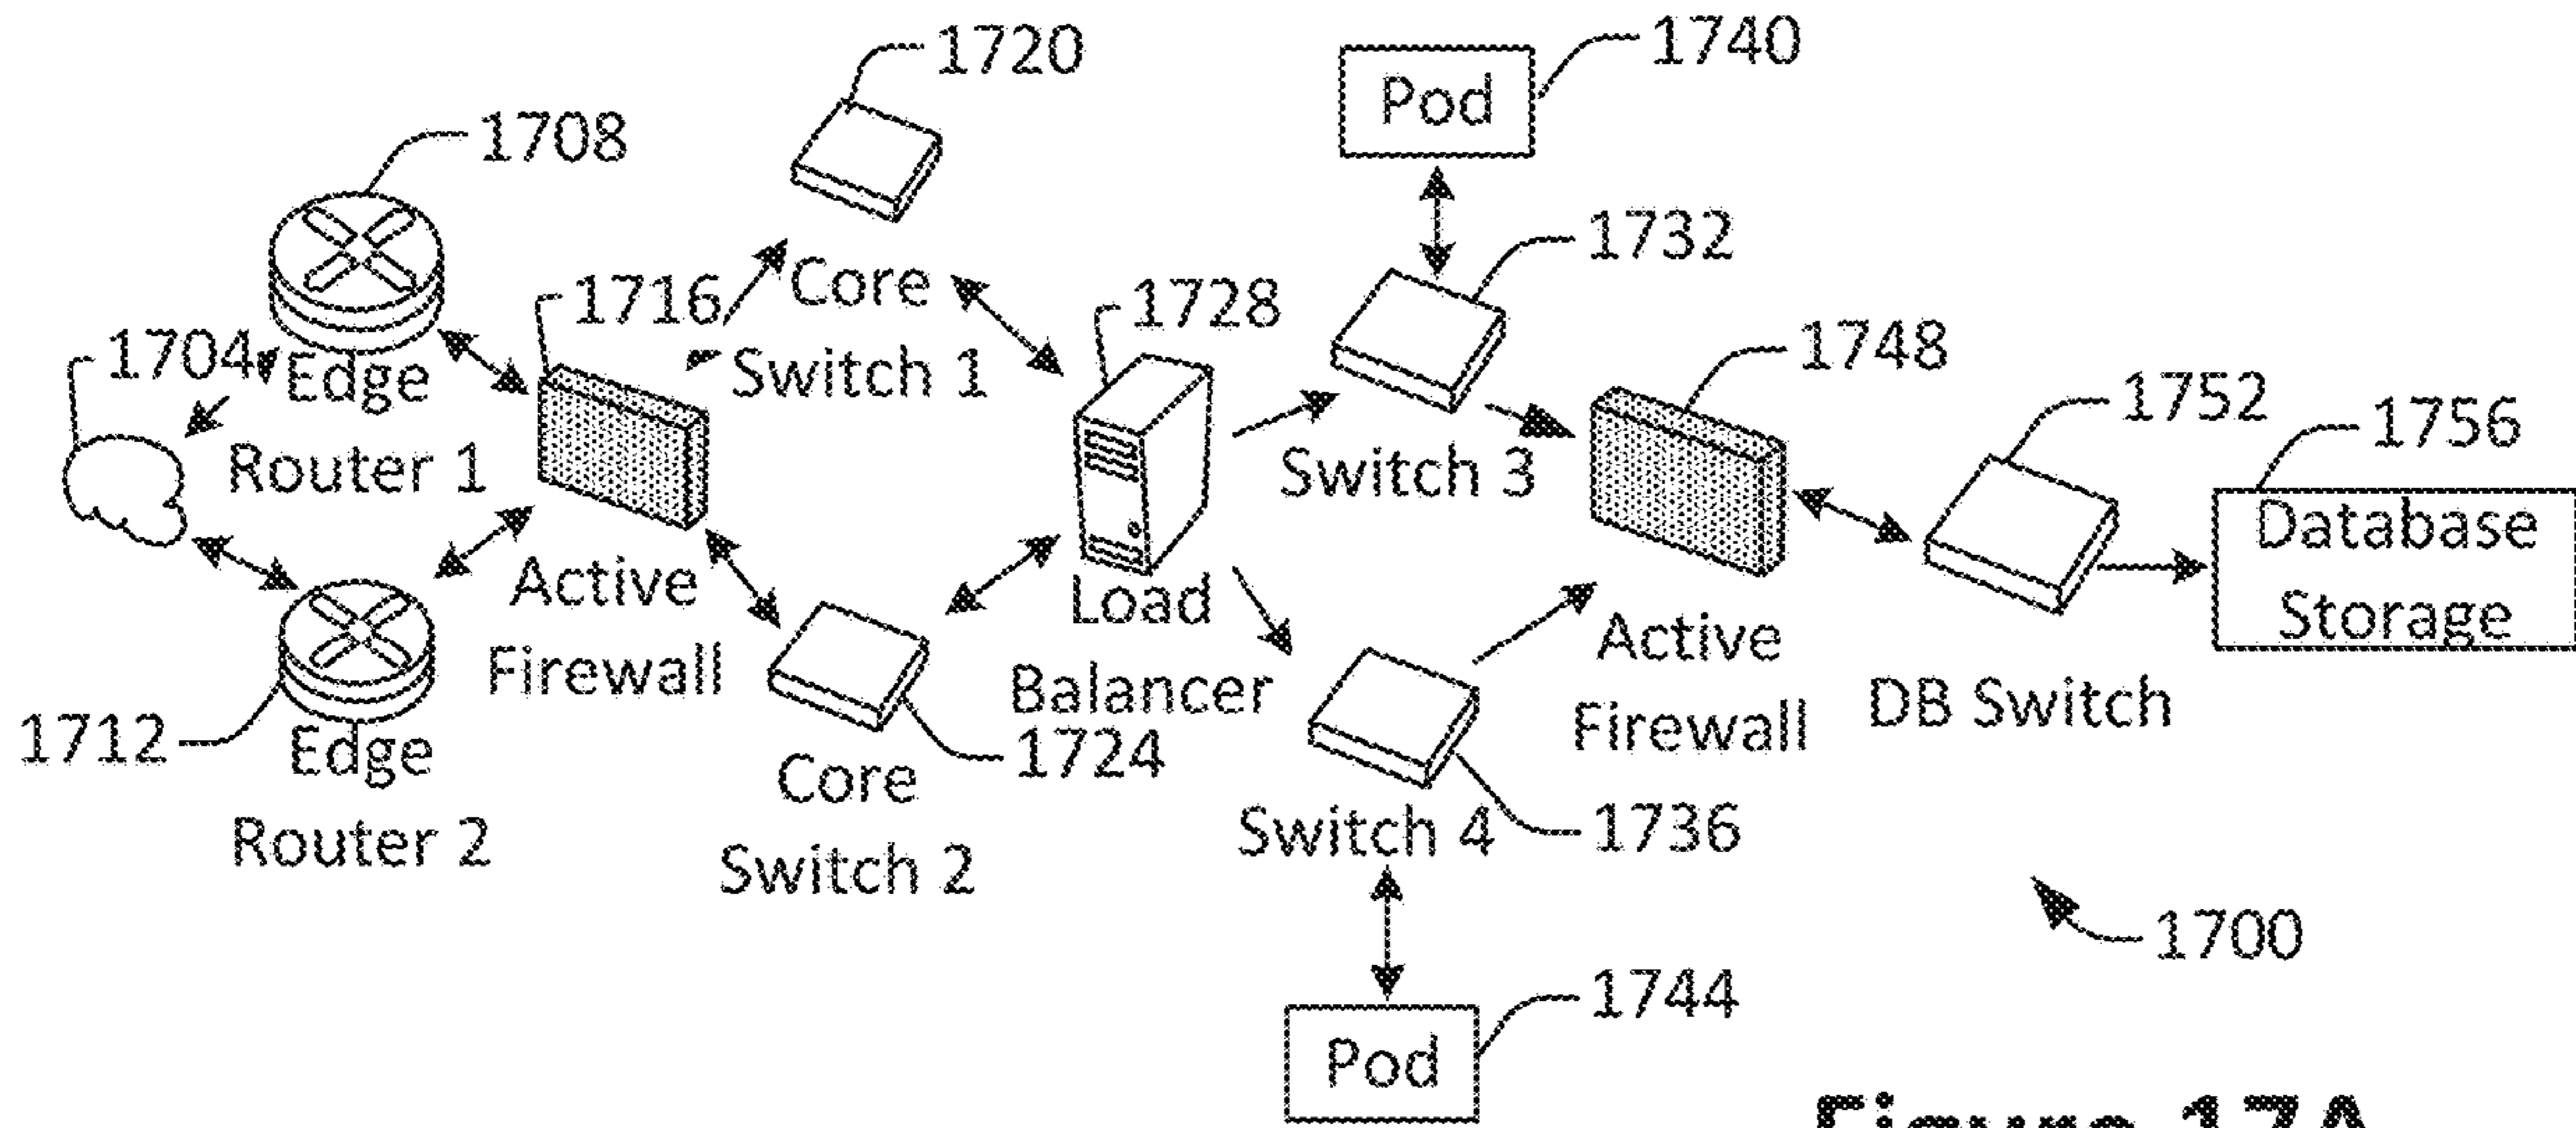 1720
1740
Pod
1708
1732
1716
Core
1728
1748
1704
Edge
Switch 1
1752
1756
Router 1
Switch 3
Database
Storage
Active
Firewall
Load
Balancer
Active
Firewall
DB Switch
1712
Edge
Router 2
1724
Core
Switch 2
Switch 4
1736
1700
1744
Pod
Figure 17A